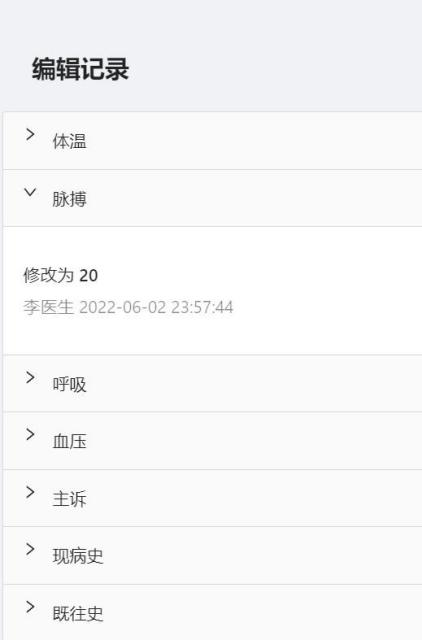 编辑记录
体温
脉搏
修改为 20
李医生 2022-06-02 23:57:44
呼吸
血压
主诉
现病史
既往史